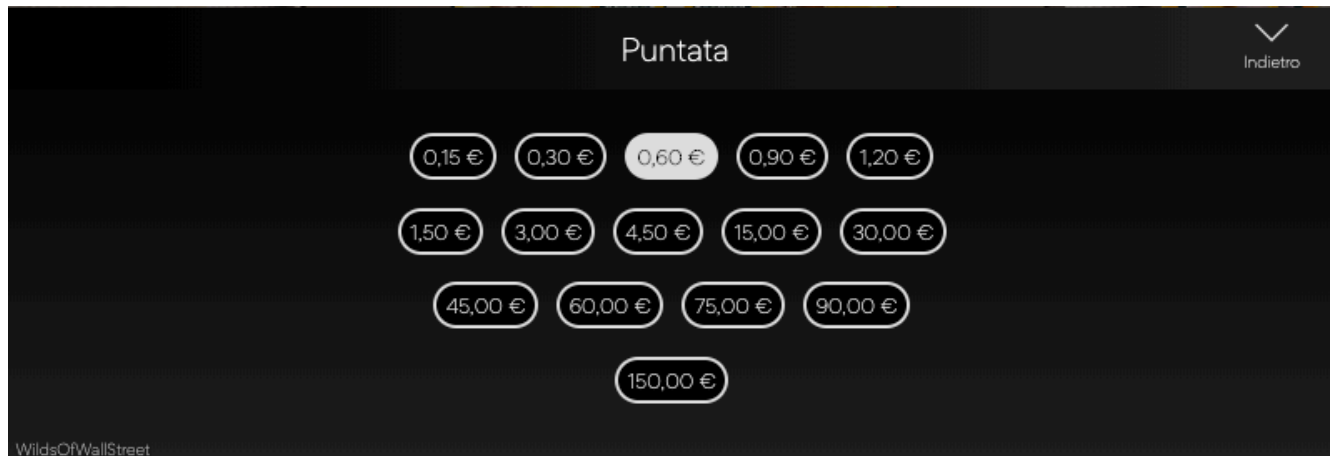 Puntata
Indietro
0,15 € 0,30 € 0,60 € 0,90 € 1,20 €
1,50 € 3,00 € 4,50 € 15,00 € 30,00 €
45,00 € 60,00 € 75,00 € 90,00 €
150,00 €
WildsOfWallStreet